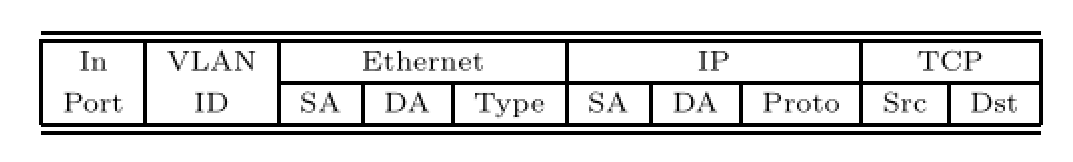 In VLAN Ethernet IP TCP
Port ID SA DA Type SA DA Proto Src Dst